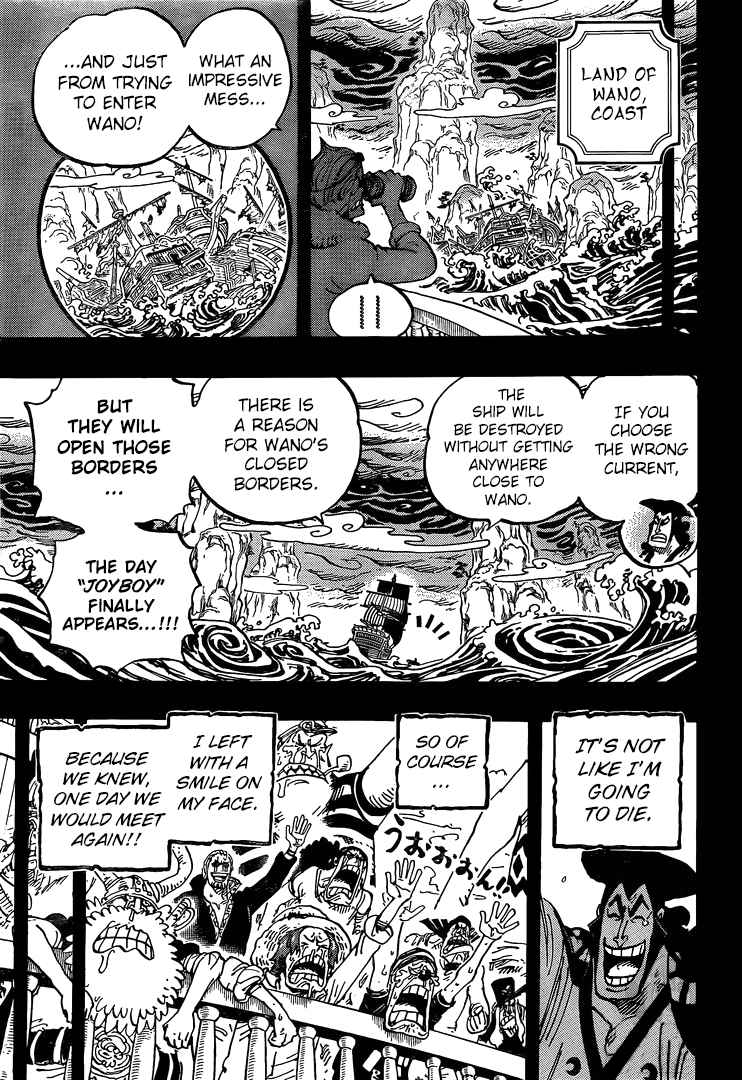 LAND OF
WANO,
COAST
!!
WHAT AN
IMPRESSIVE
MESS...
...AND JUST
FROM TRYING
TO ENTER
WANO!
IF YOU
CHOOSE
THE WRONG
CURRENT,
THE
SHIP WILL
BE DESTROYED
WITHOUT GETTING
ANYWHERE
CLOSE TO
WANO.
THERE IS
A REASON
FOR WANO'S
CLOSED
BORDERS.
BUT
THEY WILL
OPEN THOSE
BORDERS
...
THE DAY
"JOYBOY"
FINALLY
APPEARS...!!!
IT'S NOT
LIKE I'M
GOING
TO DIE.
SO OF
COURSE
...
うおおおん!!
I LEFT
WITH A
SMILE ON
MY FACE.
BECAUSE
WE KNEW,
ONE DAY WE
WOULD MEET
AGAIN!!